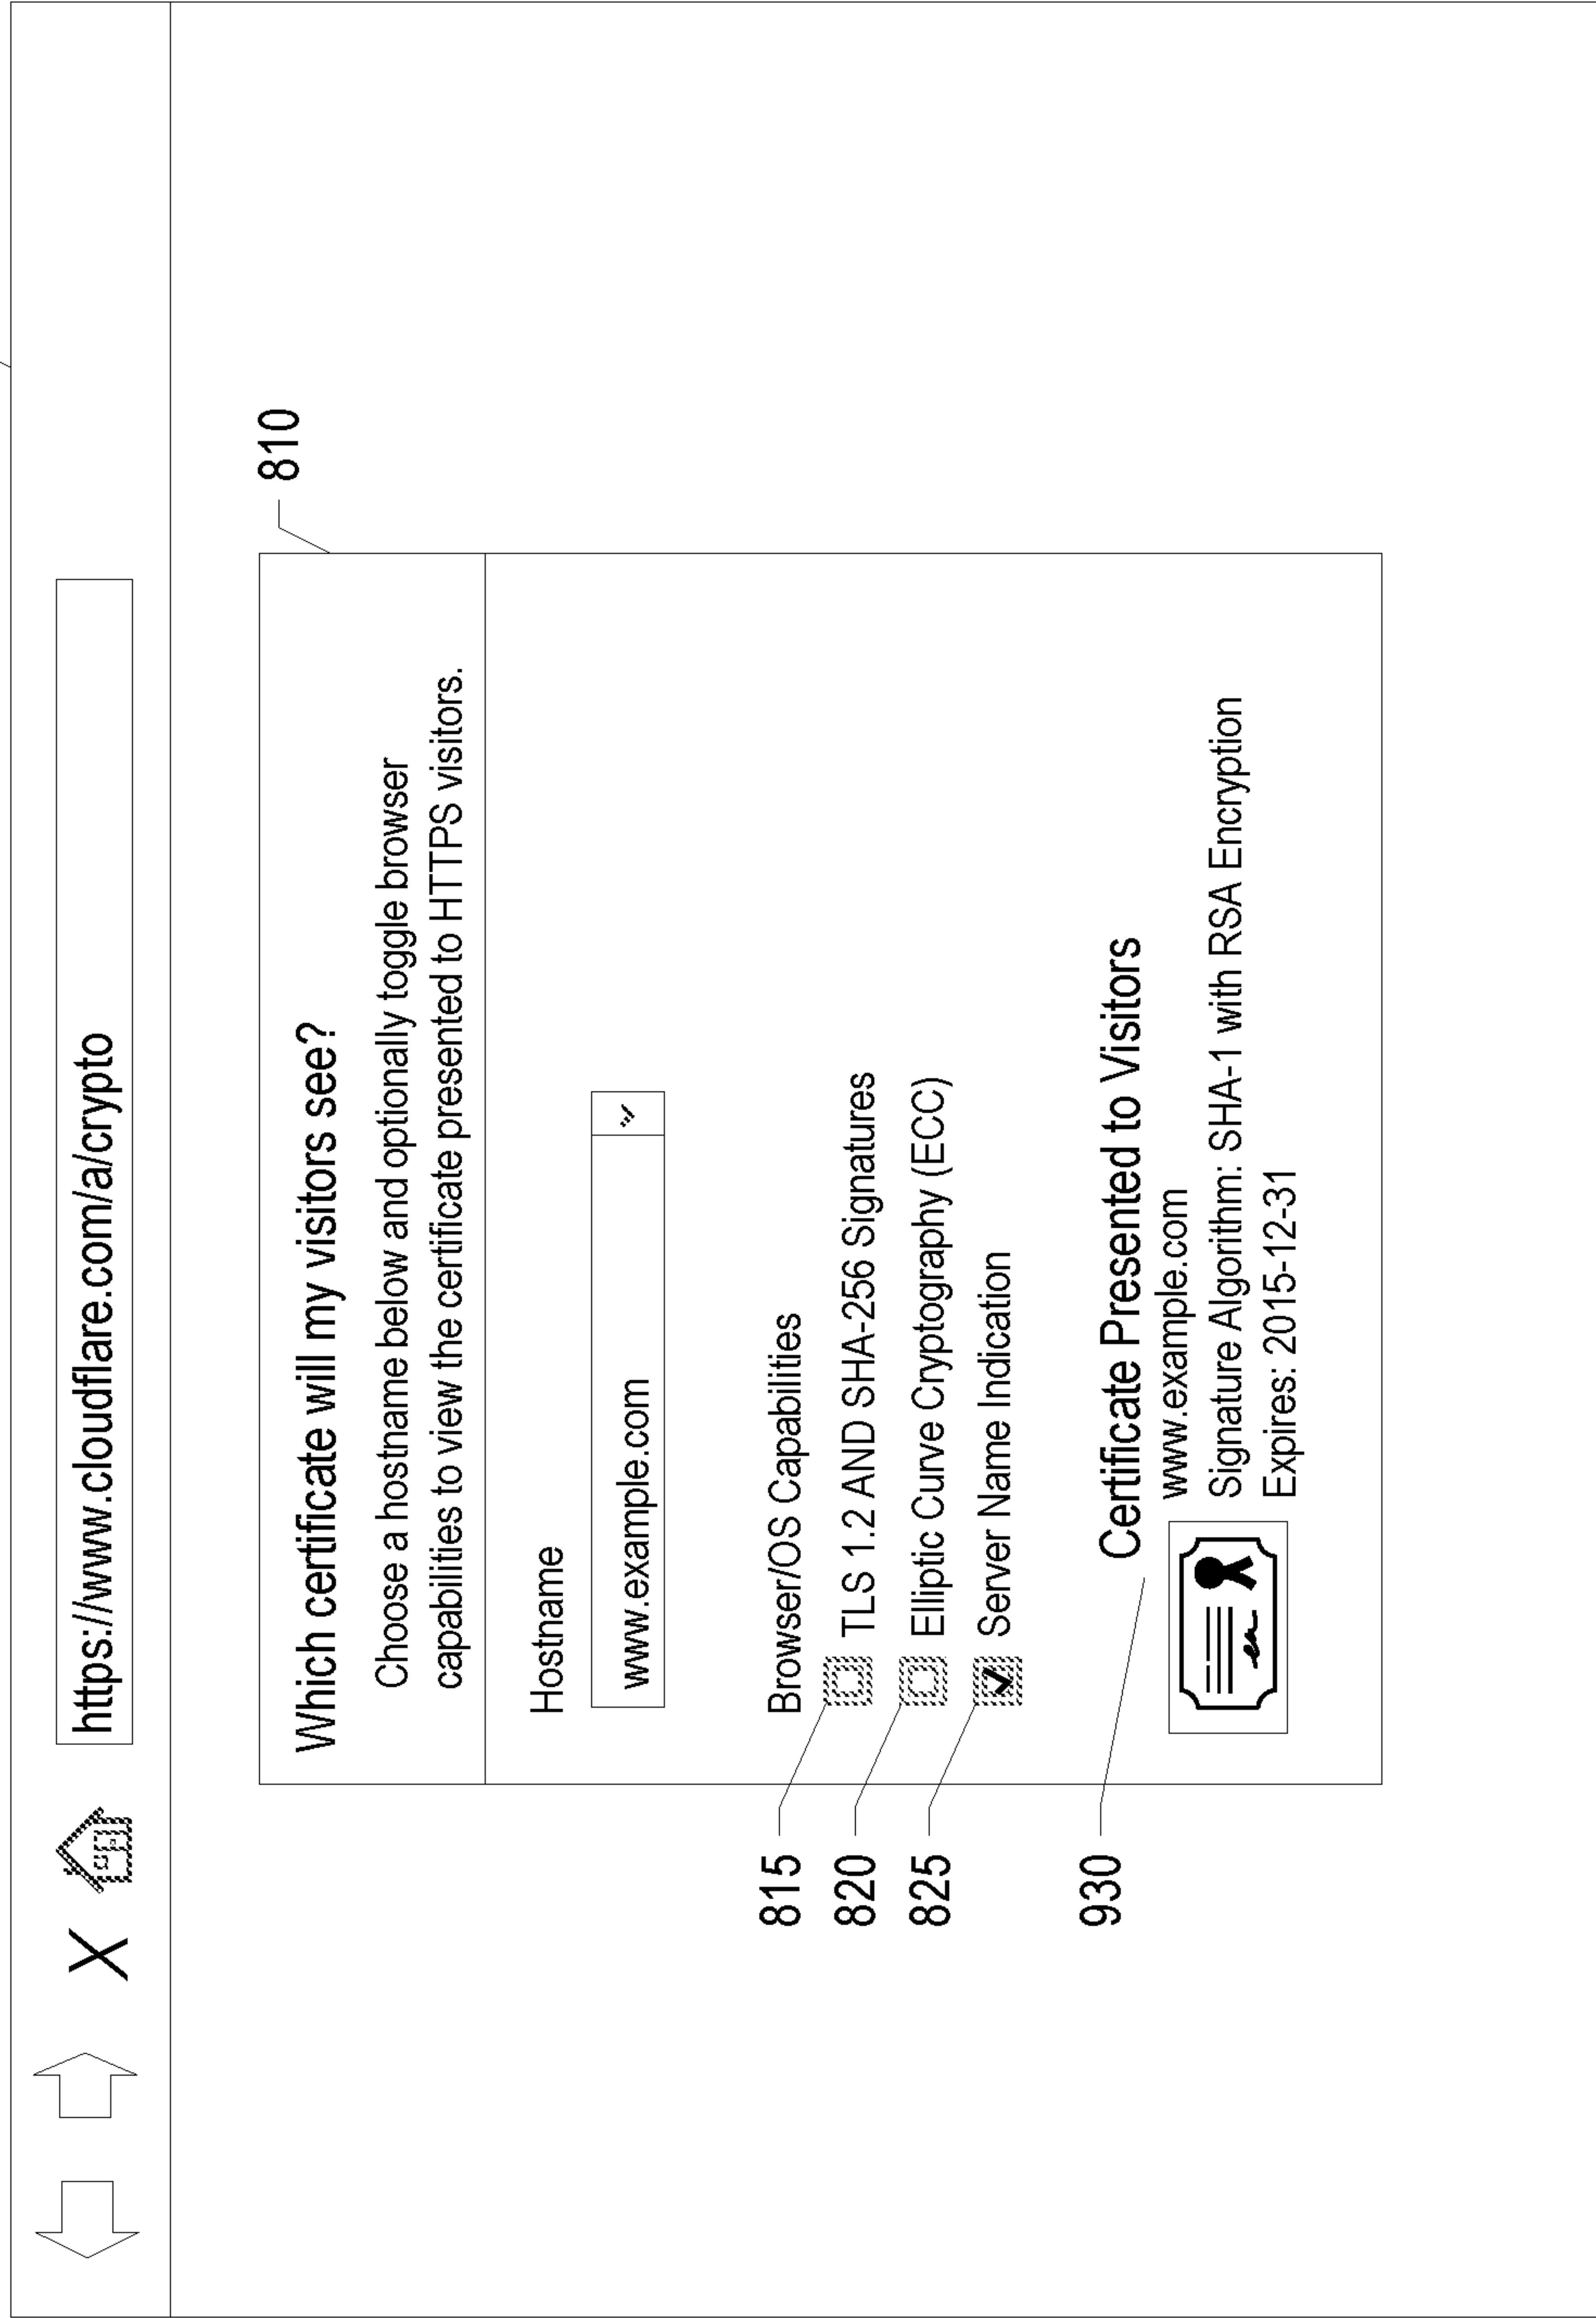 X
https://www.cloudflare.com/a/crypto
810
Which certificate will my visitors see?
Choose a hostname below and optionally toggle browser
capabilities to view the certificate presented to HTTPS visitors.
Hostname
www.example.com
Browser/OS Capabilities
815
TLS 1.2 AND SHA-256 Signatures
820
Elliptic Curve Cryptography (ECC)
825
Server Name Indication
930
Certificate Presented to Visitors
www.example.com
Signature Algorithm: SHA-1 with RSA Encryption
Expires: 2015-12-31